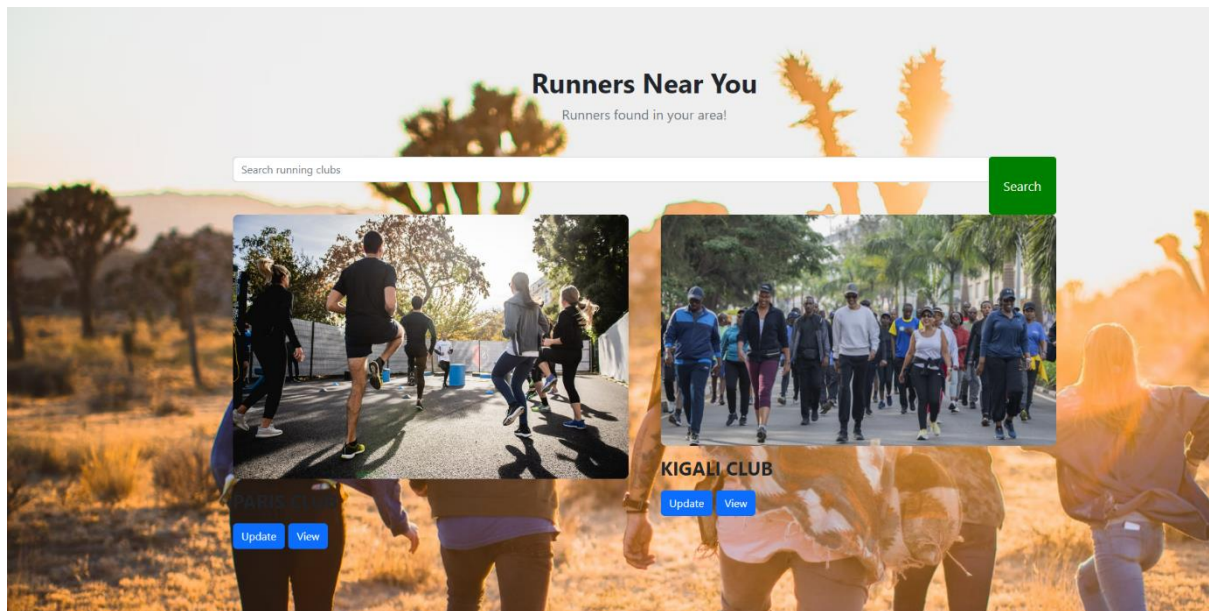 Runners Near You
Runners found in your area!
Search running clubs
Search
PARIS CLUB
Update View
KIGALI CLUB
Update View